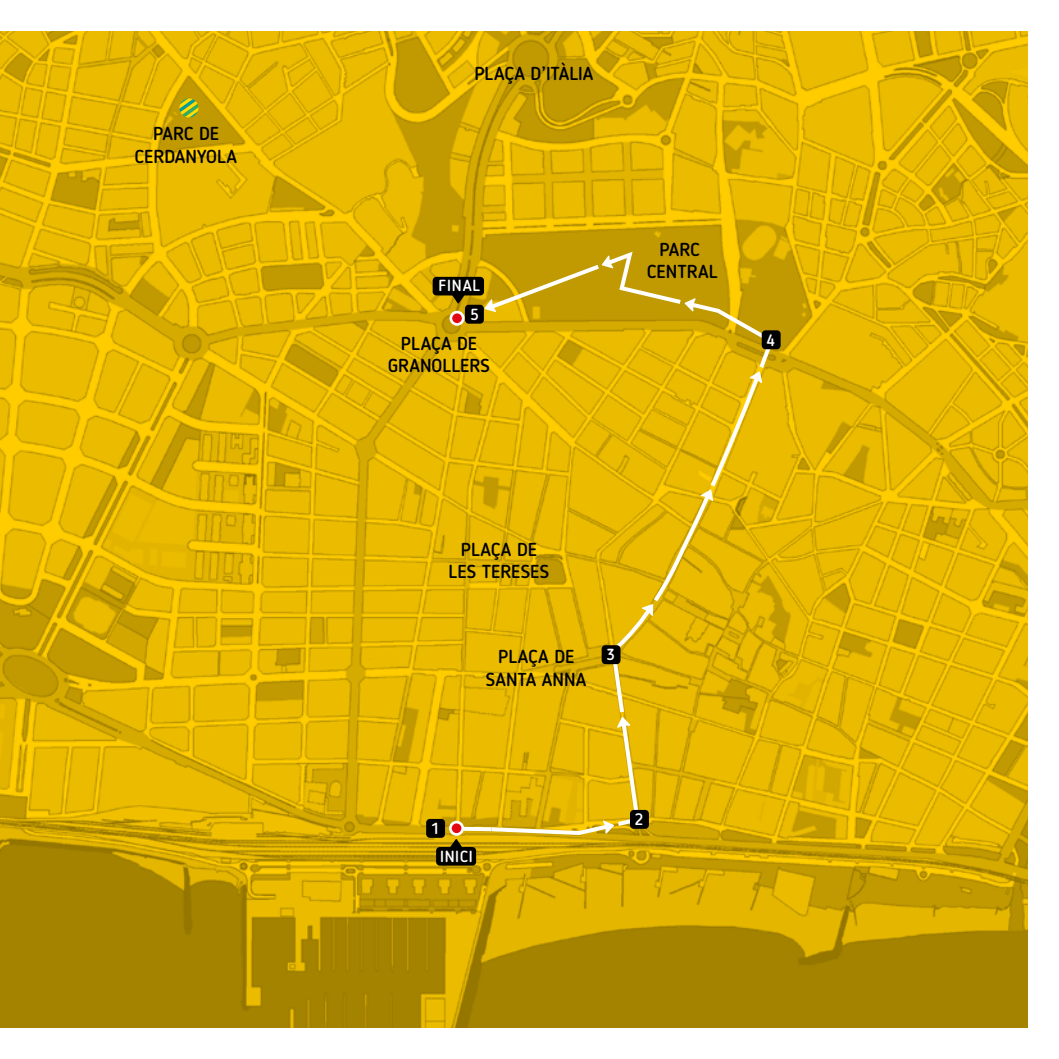 PLAÇA D'ITÀLIA
PARC DE
CERDANYOLA
PARC
CENTRAL
FINAL
5
PLAÇA DE
GRANOLLERS
4
PLAÇA DE
LES TERESES
3
PLAÇA DE
SANTA ANNA
2
1
INICI